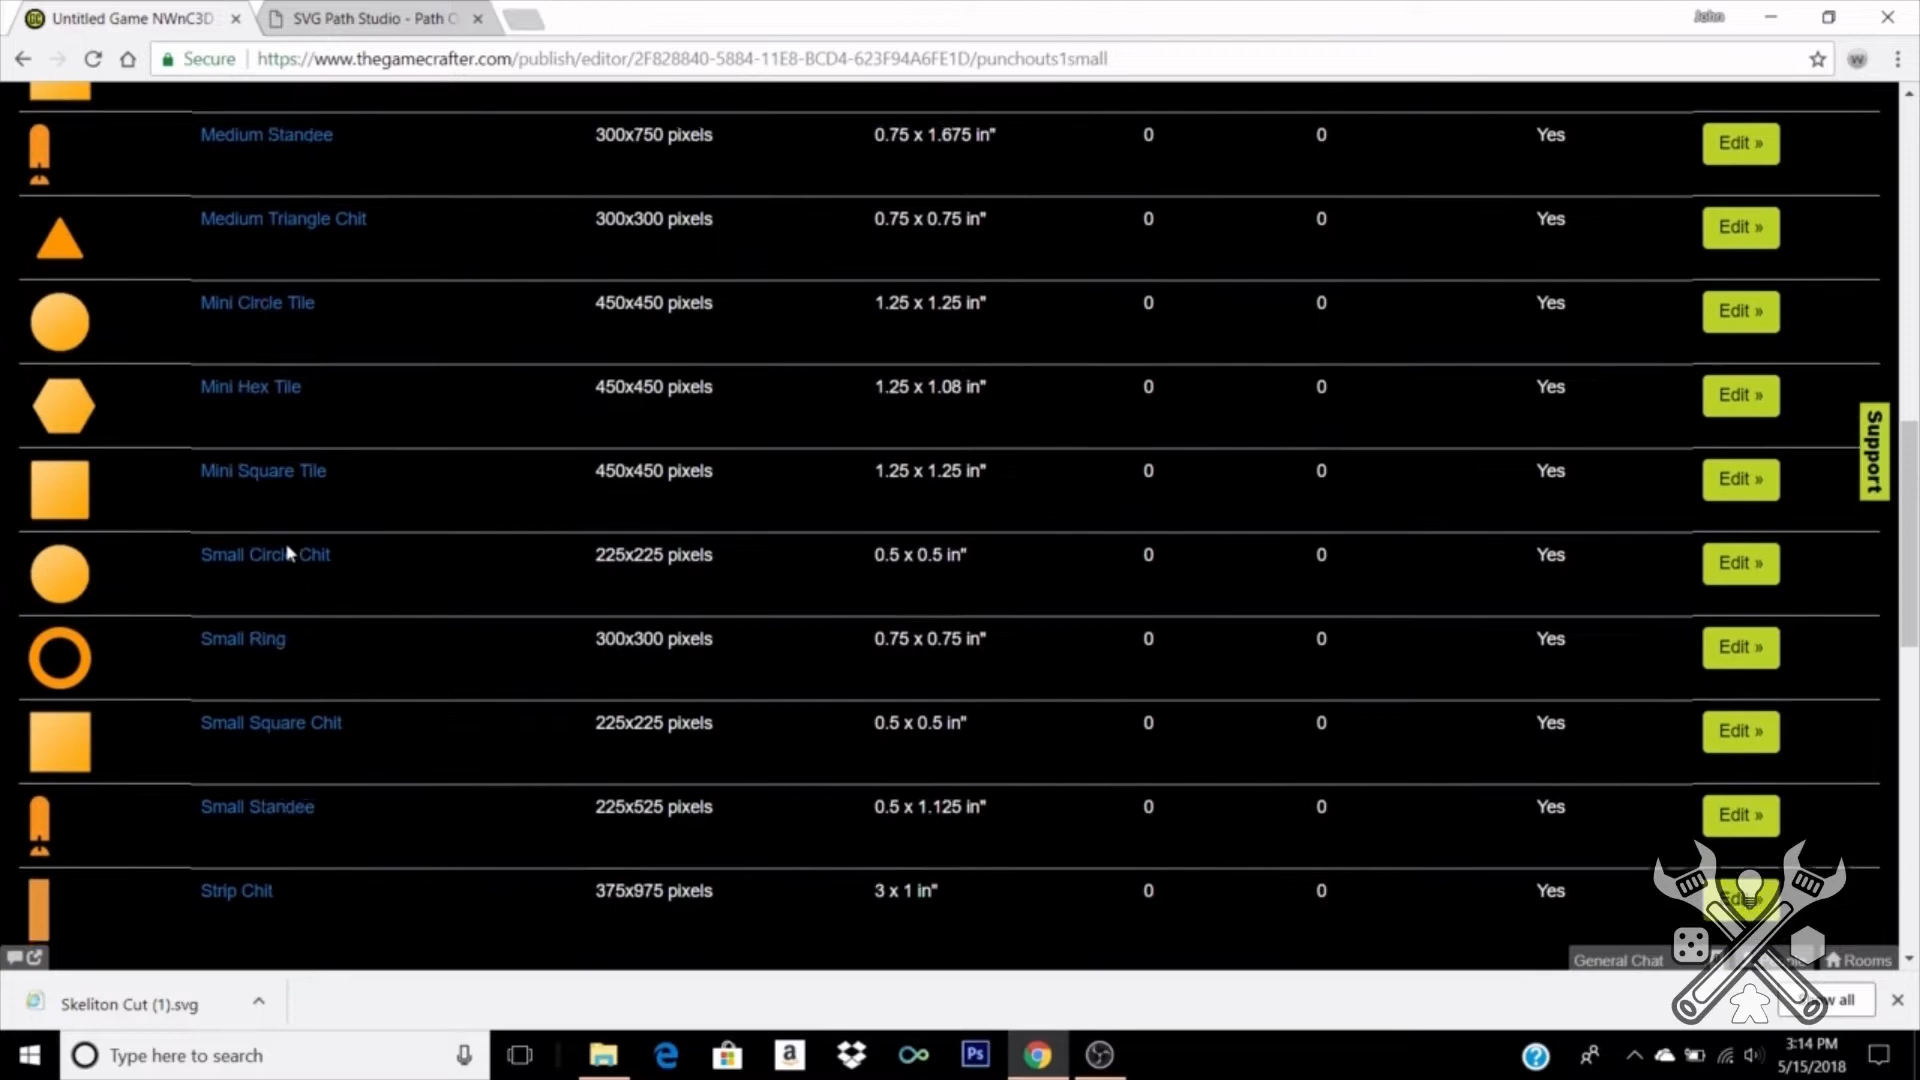 Untitled Game NWnC3D
SVG Path Studio - Path
John
Secure
https://www.thegamecrafter.com/publish/editor/2F828840-5884-11E8-BCD4-623F94A6FE1D/punchouts1small
Medium Standee 300x750 pixels 0.75 x 1.675 in" 0 0 Yes Edit »
Medium Triangle Chit 300x300 pixels 0.75 x 0.75 in" 0 0 Yes Edit »
Mini Circle Tile 450x450 pixels 1.25 x 1.25 in" 0 0 Yes Edit »
Mini Hex Tile 450x450 pixels 1.25 x 1.08 in" 0 0 Yes Edit »
Mini Square Tile 450x450 pixels 1.25 x 1.25 in" 0 0 Yes Edit »
Support
Small Circle Chit 225x225 pixels 0.5 x 0.5 in" 0 0 Yes Edit »
Small Ring 300x300 pixels 0.75 x 0.75 in" 0 0 Yes Edit »
Small Square Chit 225x225 pixels 0.5 x 0.5 in" 0 0 Yes Edit »
Small Standee 225x525 pixels 0.5 x 1.125 in" 0 0 Yes Edit »
Strip Chit 375x975 pixels 3 x 1 in" 0 0 Yes
General Chat
Rooms
Skeliton Cut (1).svg
all
Type here to search
Ps
3:14 PM
5/15/2018